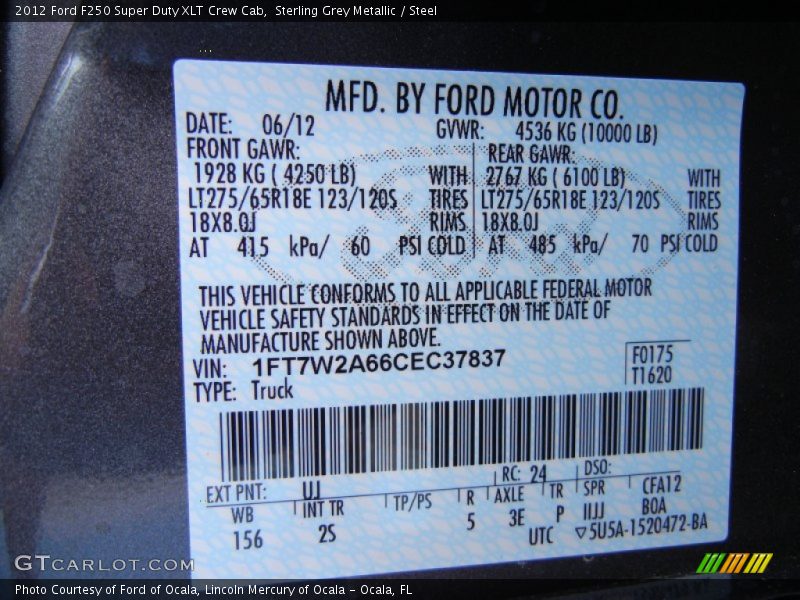 2012 Ford F250 Super Duty XLT Crew Cab, Sterling Grey Metallic / Steel
MFD. BY FORD MOTOR CO.
DATE: 06/12 GVWR: 4536 KG (10000 LB)
FRONT GAWR: REAR GAWR:
1928 KG ( 4250 LB) WITH 2767 KG ( 6100 LB) WITH
LT275/65R18E 123/120S TIRES LT275/65R18E 123/120S TIRES
18X8.0J RIMS 18X8.0J RIMS
AT 415 kPa/ 60 PSI COLD AT 485 kPa/ 70 PSI COLD
THIS VEHICLE CONFORMS TO ALL APPLICABLE FEDERAL MOTOR
VEHICLE SAFETY STANDARDS IN EFFECT ON THE DATE OF
MANUFACTURE SHOWN ABOVE.
VIN: 1FT7W2A66CEC37837 F0175
TYPE: Truck T1620
EXT PNT: UJ RC: 24 DSO:
WB INT TR TP/PS R AXLE TR SPR CFA12
156 2S 5 3E P IIJJ BOA
UTC ▽5U5A-1520472-BA
GTCARLOT.COM
Photo Courtesy of Ford of Ocala, Lincoln Mercury of Ocala - Ocala, FL